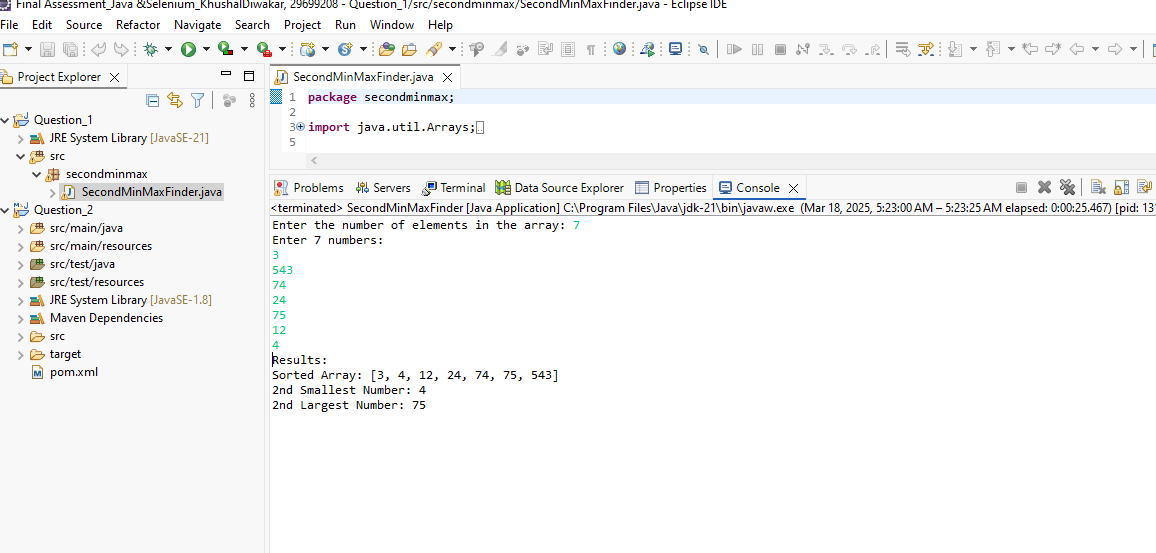 Final Assessment_Java &Selenium_KhushalDiwakar, 29699208 - Question_1/src/secondminmax/SecondMinMaxFinder.java - Eclipse IDE
File Edit Source Refactor Navigate Search Project Run Window Help
Project Explorer
Question_1
JRE System Library [JavaSE-21]
src
secondminmax
SecondMinMaxFinder.java
Question_2
src/main/java
src/main/resources
src/test/java
src/test/resources
JRE System Library [JavaSE-1.8]
Maven Dependencies
src
target
pom.xml
SecondMinMaxFinder.java
1 package secondminmax;
2
3 import java.util.Arrays;
5
Problems Servers Terminal Data Source Explorer Properties Console
<terminated> SecondMinMaxFinder [Java Application] C:\Program Files\Java\jdk-21\bin\javaw.exe (Mar 18, 2025, 5:23:00 AM – 5:23:25 AM elapsed: 0:00:25.467) [pid: 13
Enter the number of elements in the array: 7
Enter 7 numbers:
3
543
74
24
75
12
4
Results:
Sorted Array: [3, 4, 12, 24, 74, 75, 543]
2nd Smallest Number: 4
2nd Largest Number: 75